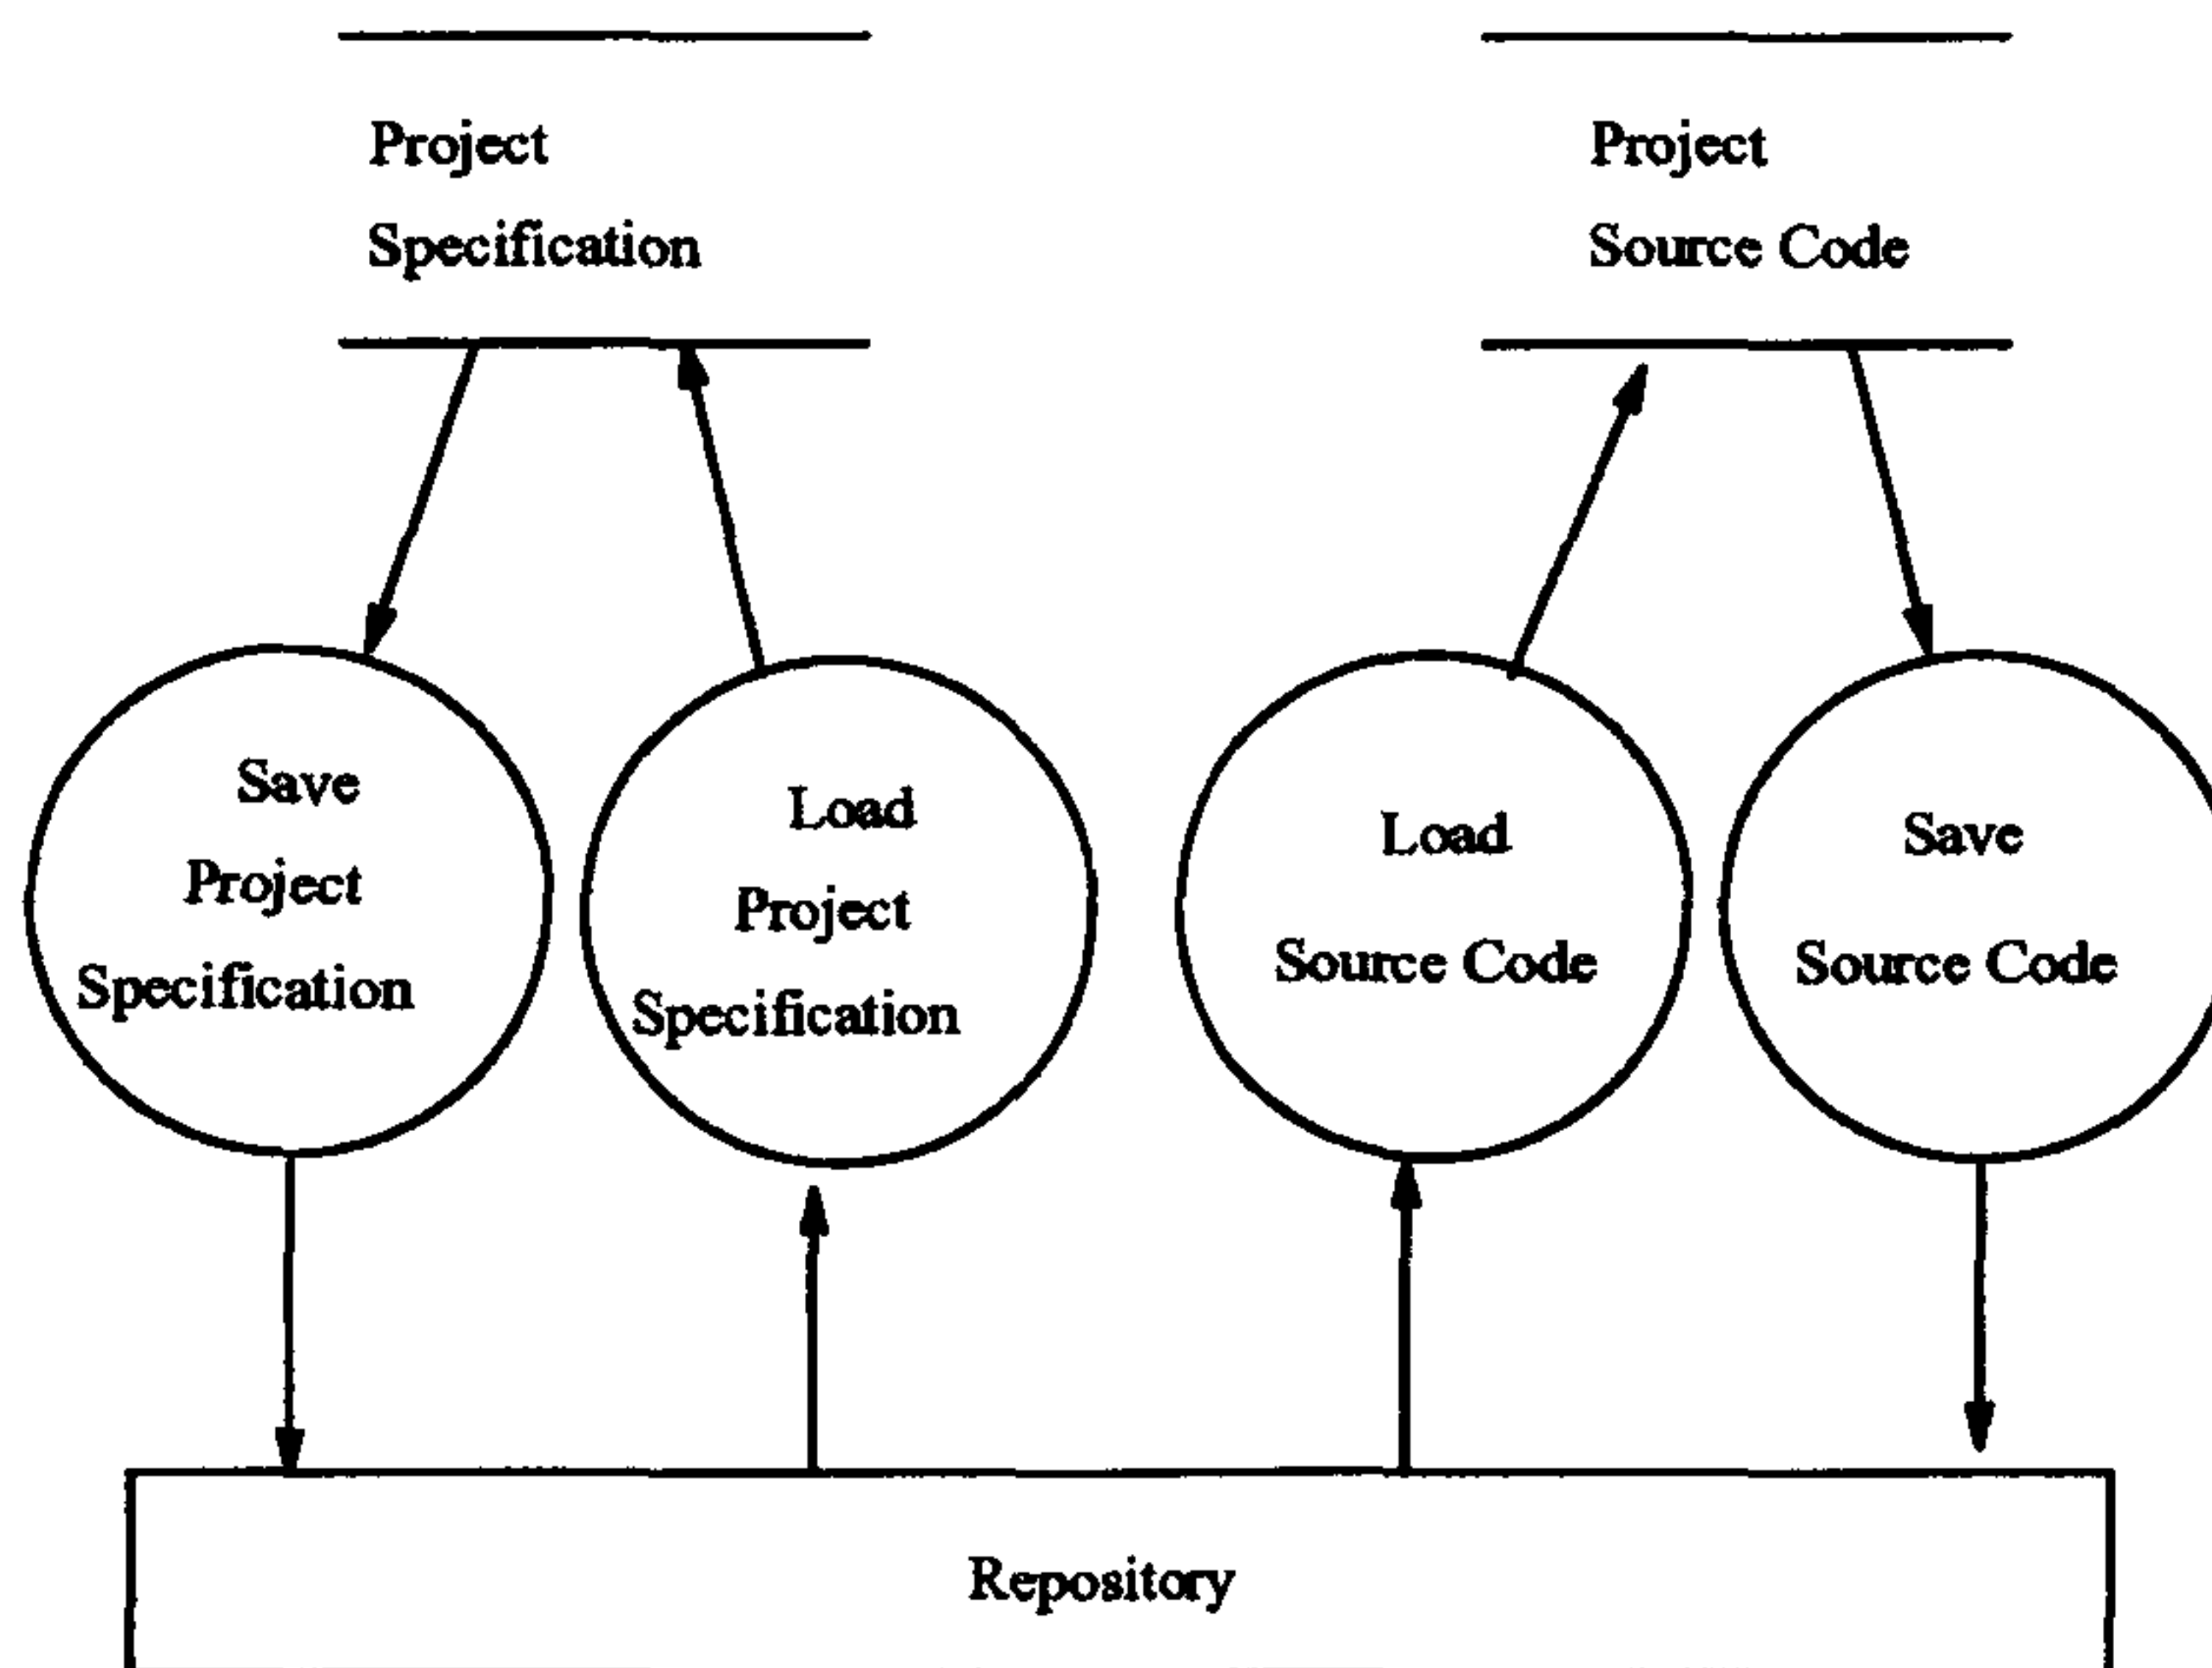 Project
Specification
Project
Source Code
Save
Project
Specification
Load
Project
Specification
Load
Source Code
Save
Source Code
Repository